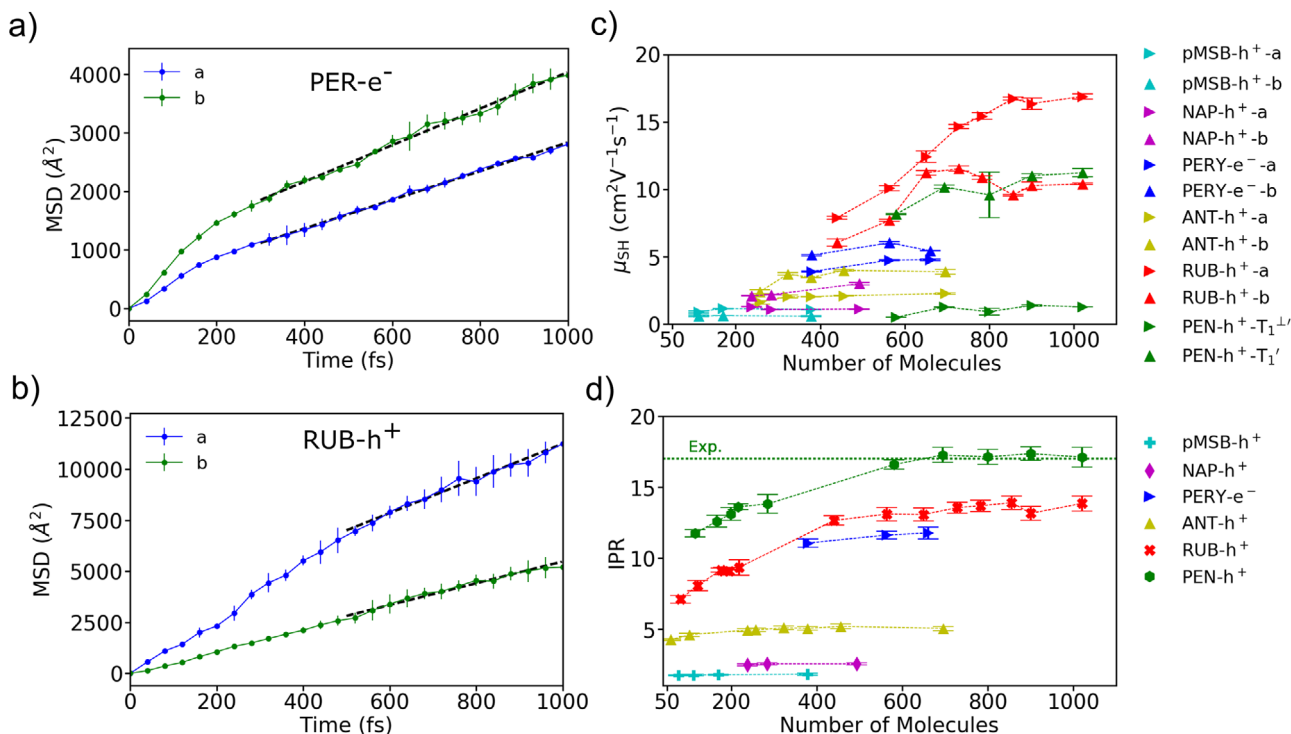 a)
PER-e⁻
a
b
MSD (Å²)
4000
3000
2000
1000
0
0 200 400 600 800 1000
Time (fs)
b)
RUB-h⁺
a
b
MSD (Å²)
12500
10000
7500
5000
2500
0
0 200 400 600 800 1000
Time (fs)
c)
μSH (cm²V⁻¹s⁻¹)
20
15
10
5
0
50 200 400 600 800 1000
Number of Molecules
pMSB-h⁺-a
pMSB-h⁺-b
NAP-h⁺-a
NAP-h⁺-b
PERY-e⁻-a
PERY-e⁻-b
ANT-h⁺-a
ANT-h⁺-b
RUB-h⁺-a
RUB-h⁺-b
PEN-h⁺-T₁⊥′
PEN-h⁺-T₁′
d)
Exp.
IPR
20
15
10
5
50 200 400 600 800 1000
Number of Molecules
pMSB-h⁺
NAP-h⁺
PERY-e⁻
ANT-h⁺
RUB-h⁺
PEN-h⁺